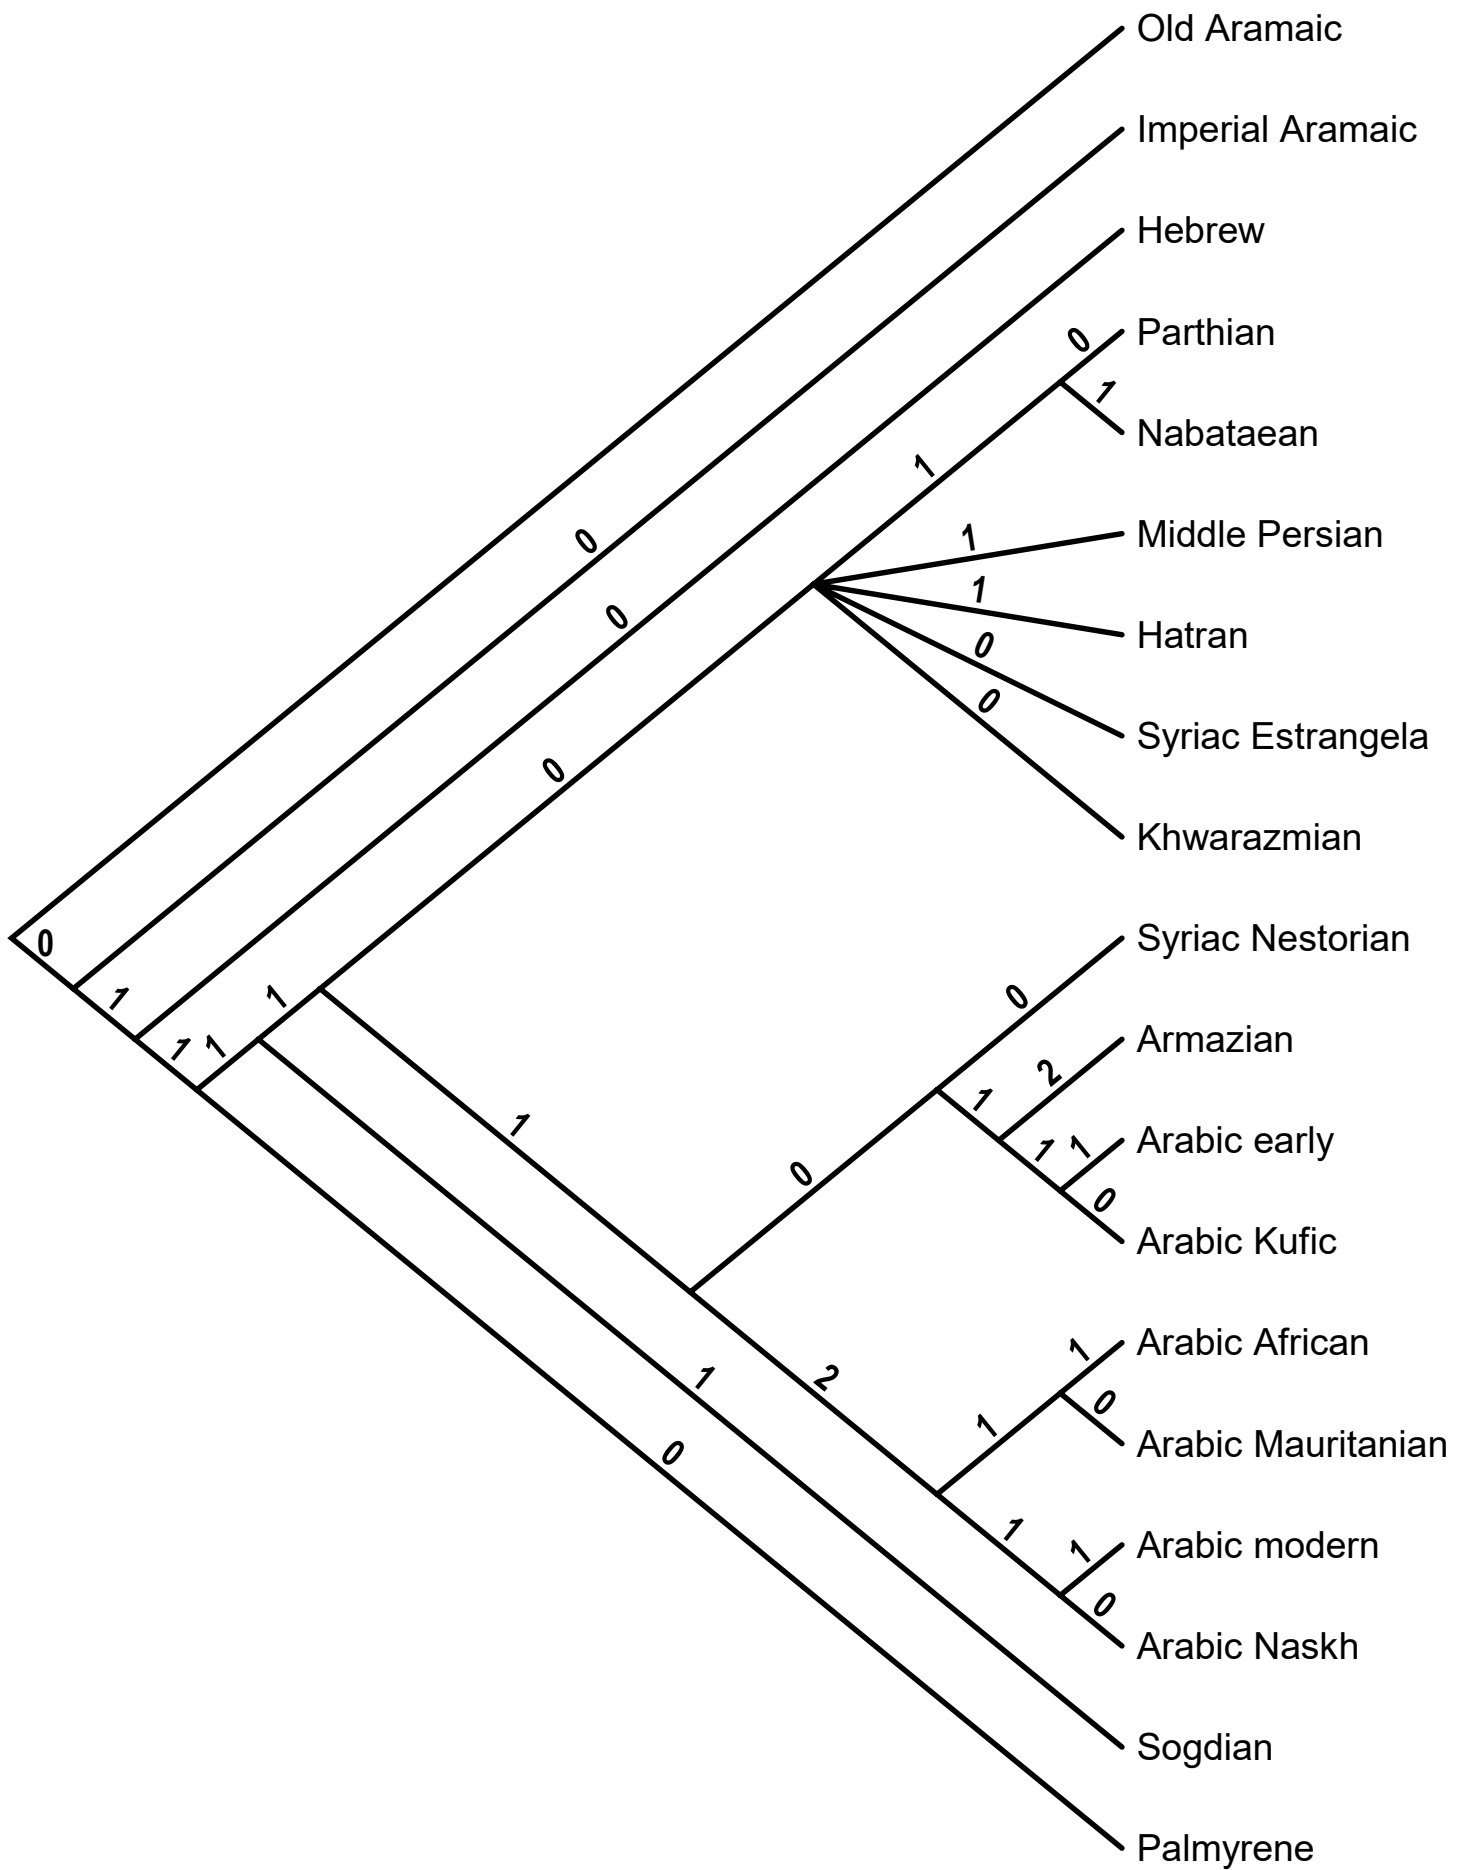 Old Aramaic
Imperial Aramaic
Hebrew
0
Parthian
1
Nabataean
1
1
Middle Persian
0
1
Hatran
0
0
Syriac Estrangela
0
0
Khwarazmian
0
Syriac Nestorian
0
1
1
0
Armazian
2
1
1
1
1
1
Arabic early
1
0
0
Arabic Kufic
1
Arabic African
2
1
0
1
1
Arabic Mauritanian
0
1
1
Arabic modern
0
Arabic Naskh
Sogdian
Palmyrene